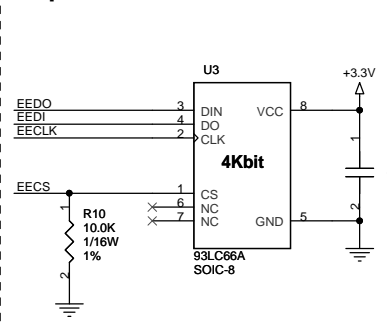 U3
+3.3V
EEDO 3 DIN VCC 8
EEDI 4 DO
EECLK 2 CLK
1
4Kbit
EECS 1 CS
6 NC
7 NC GND 5
2
1
R10
10.0K
1/16W
1%
2
93LC66A
SOIC-8